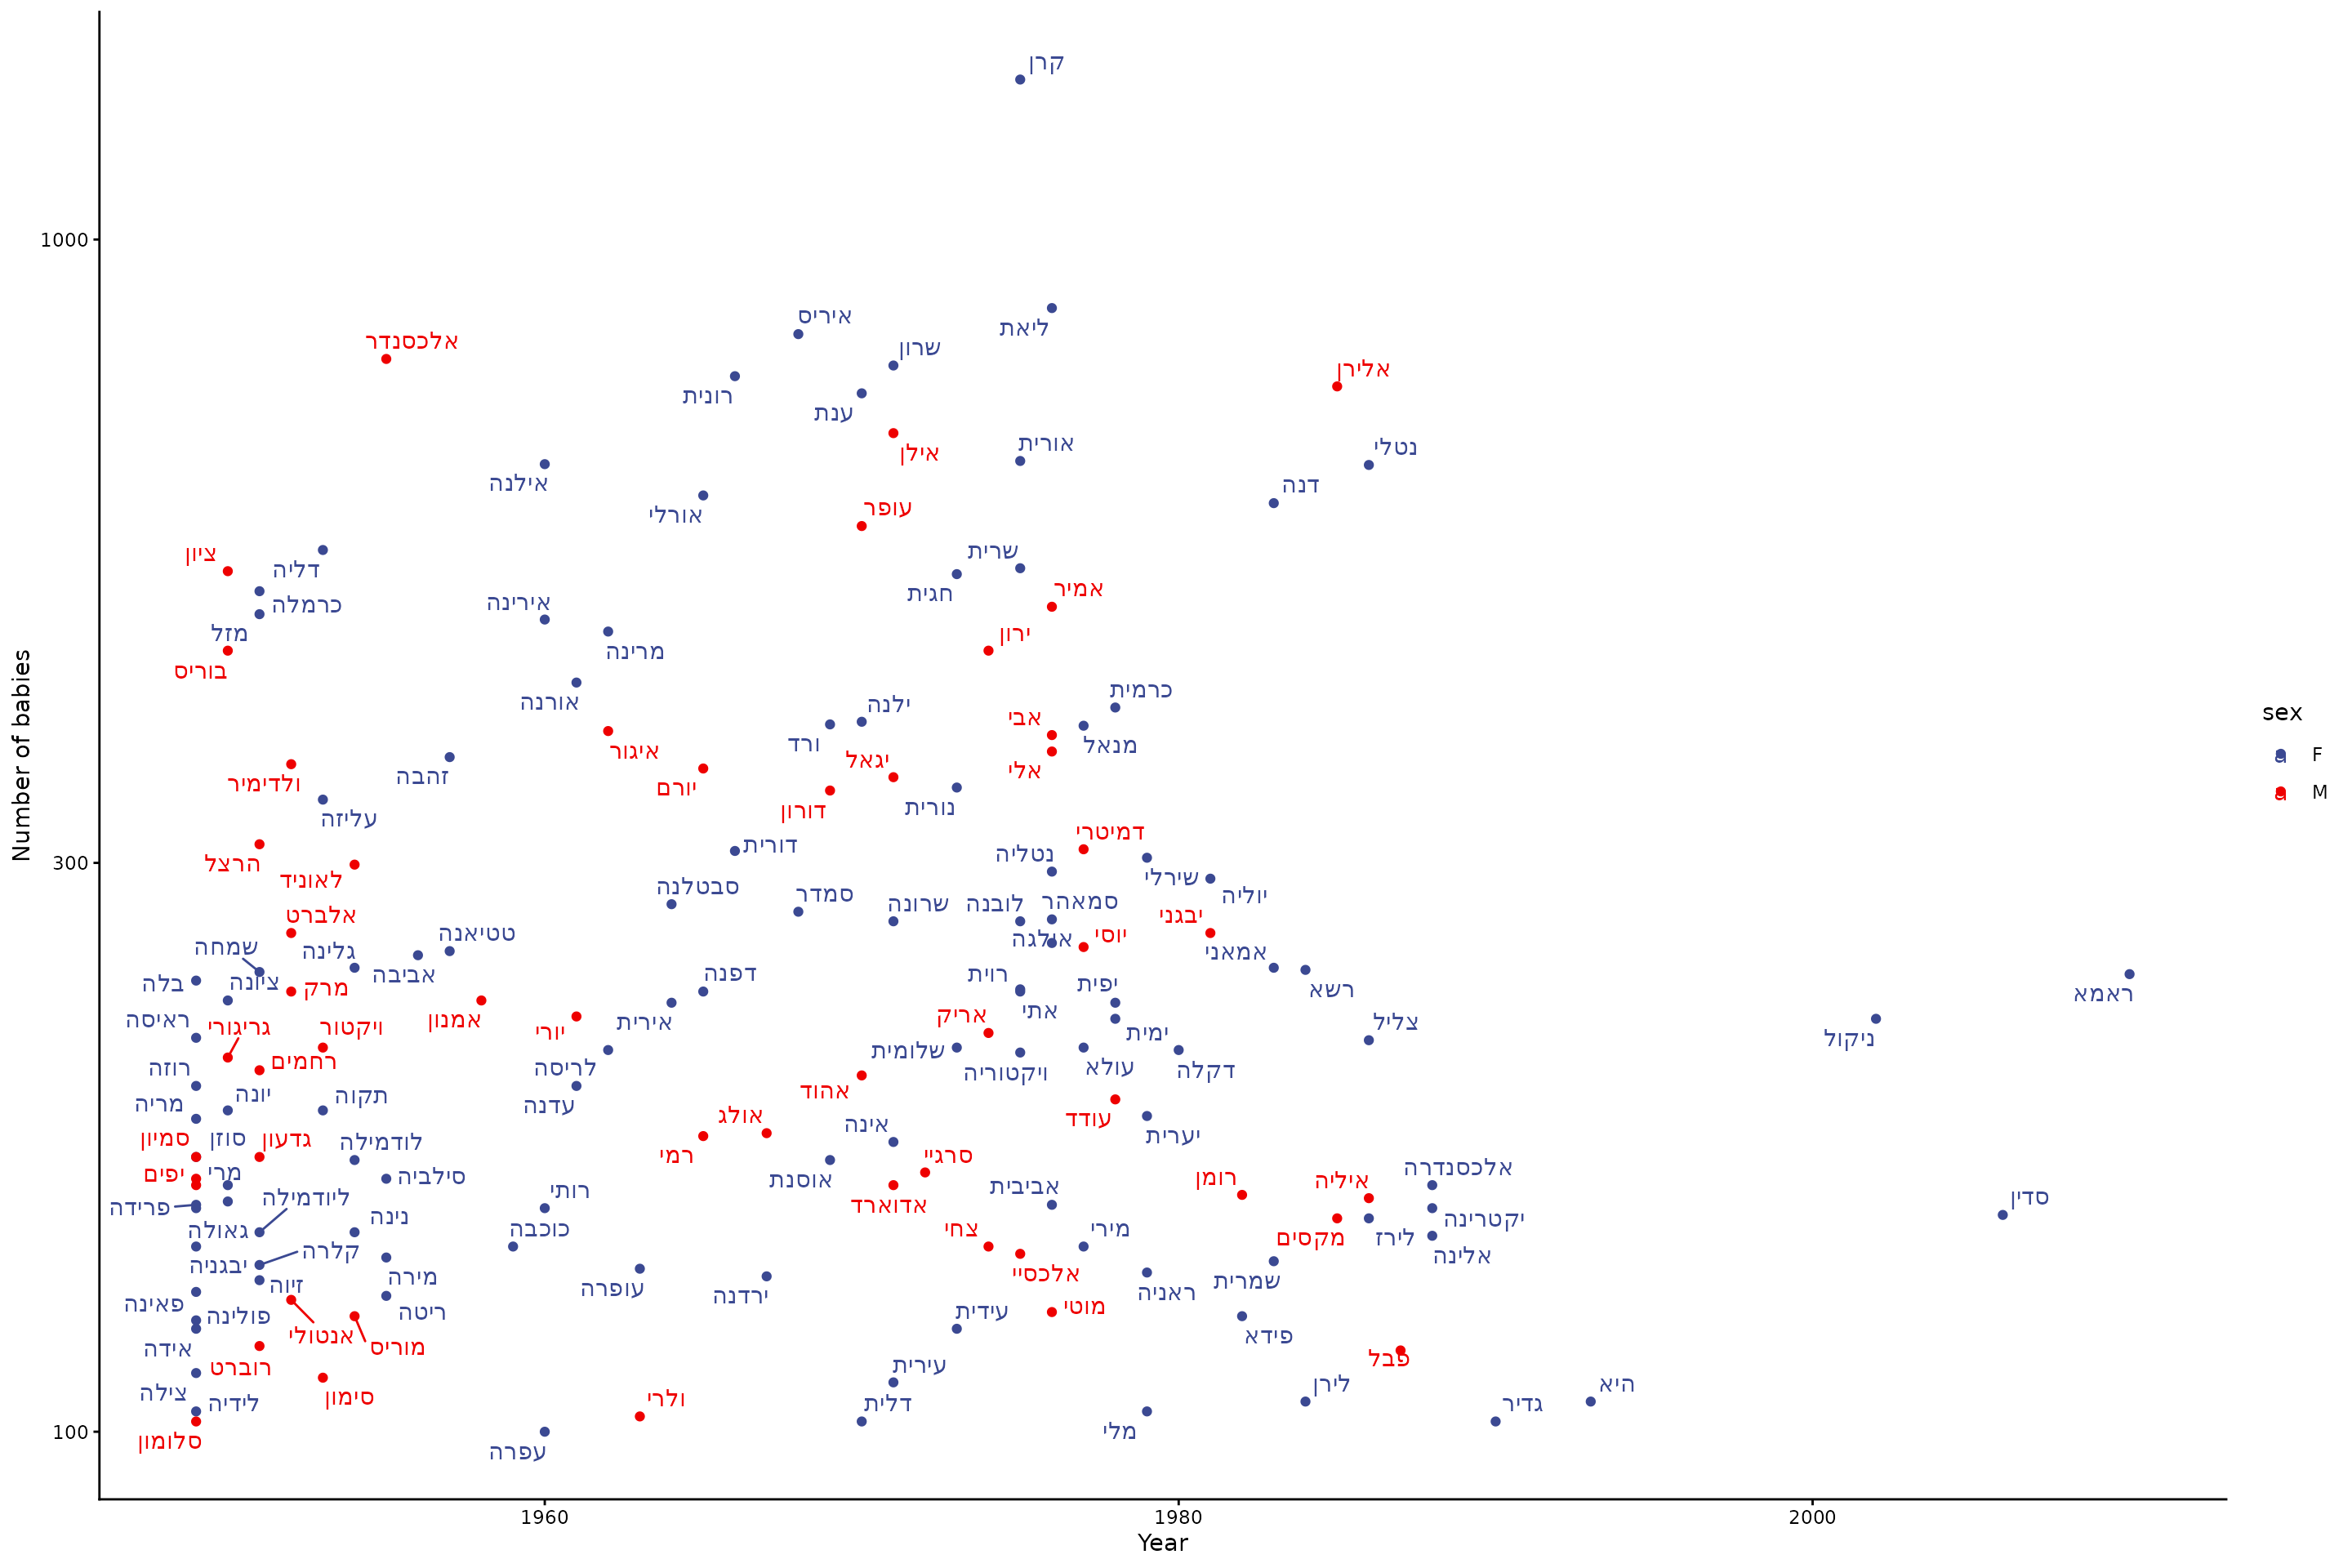 קרן
1000
איריס
ליאת
אלכסנדר
שרון
אלירן
רונית
ענת
אילן
אורית
נטלי
אילנה
דנה
אורלי
עופר
ציון
דליה
שרית
חגית
אמיר
כרמלה
אירינה
מזל
ירון
מרינה
בוריס
כרמית
אורנה
ילנה
אבי
ורד
מנאל
איגור
יגאל
אלי
זהבה
ולדימיר
יורם
נורית
דורון
עליזה
דמיטרי
דורית
נטליה
הרצל
300
שירלי
לאוניד
סבטלנה
סמדר
יוליה
אלברט
שרונה
לובנה
סמאהר
יבגני
טטיאנה
אולגה
יוסי
שמחה
גלינה
אמאני
אביבה
דפנה
רוית
בלה
ציונה
מרק
יפית
רשא
ראמא
אתי
אריק
ראיסה
גריגורי
ויקטור
אמנון
יורי
אירית
ימית
צליל
ניקול
רחמים
שלומית
רוזה
לריסה
ויקטוריה
עולא
דקלה
יונה
תקוה
אהוד
מריה
עדנה
אולג
עודד
אינה
סמיון
סוזן
גדעון
לודמילה
יערית
רמי
סרגיי
יפים
מרי
סילביה
אוסנת
אלכסנדרה
רומן
איליה
פרידה
ליודמילה
רותי
אביבית
אדוארד
סדין
גאולה
נינה
כוכבה
צחי
מירי
מקסים
לירז
יקטרינה
יבגניה
קלרה
אלינה
זיוה
מירה
עופרה
ירדנה
אלכסיי
ראניה
שמרית
פאינה
פולינה
ריטה
עידית
מוטי
אנטולי
מוריס
פידא
אידה
רוברט
עירית
פבל
צילה
לידיה
סימון
ולרי
דלית
לירן
היא
גדיר
סלומון
100
עפרה
מלי
1960
1980
2000
Year
Number of babies
sex
a F
a M